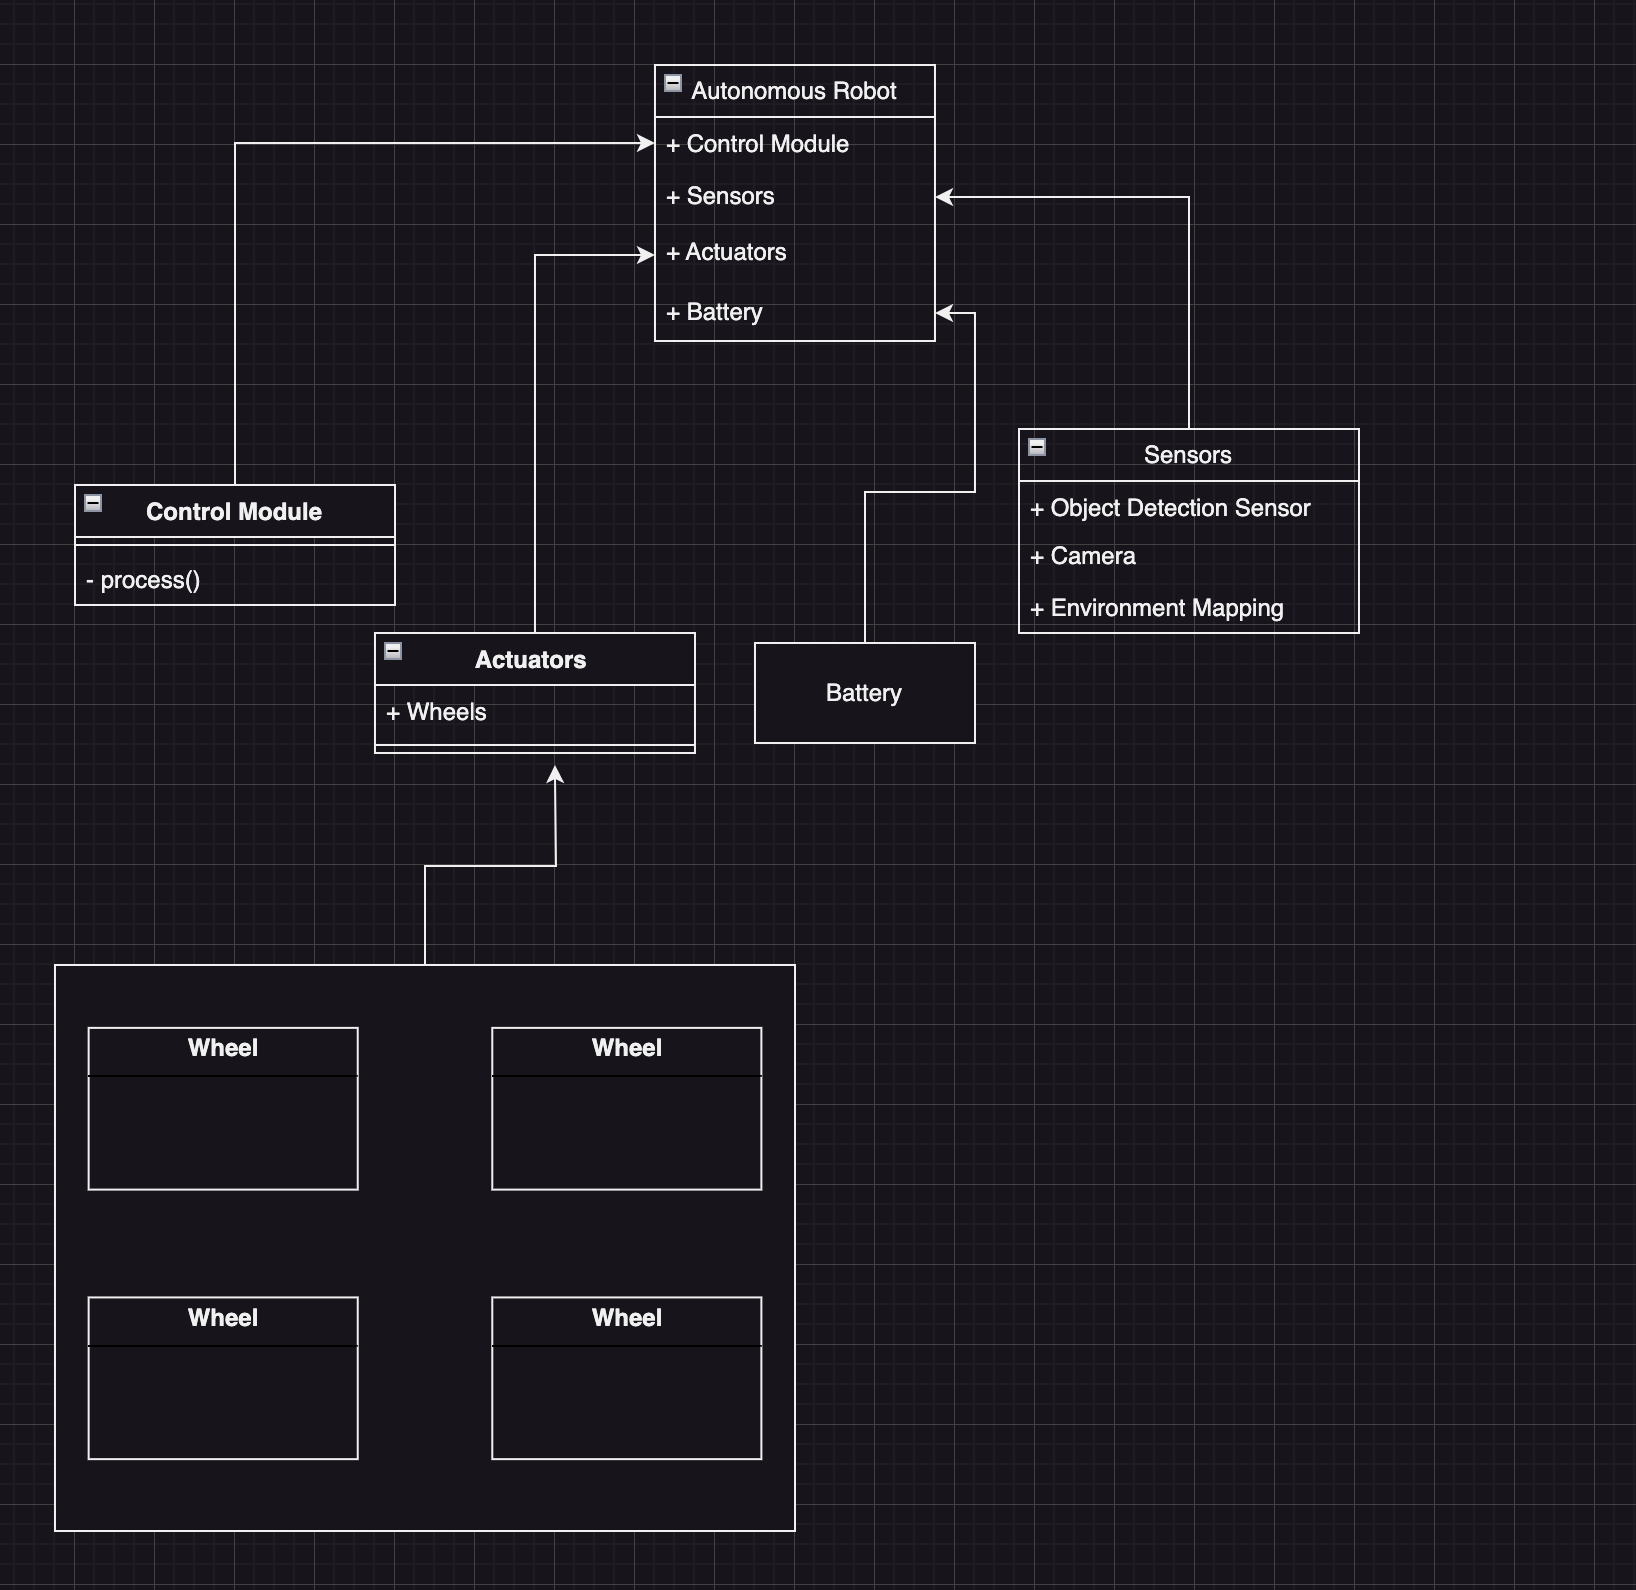 Autonomous Robot
+ Control Module
+ Sensors
+ Actuators
+ Battery
Control Module
- process()
Sensors
+ Object Detection Sensor
+ Camera
+ Environment Mapping
Actuators
+ Wheels
Battery
Wheel
Wheel
Wheel
Wheel